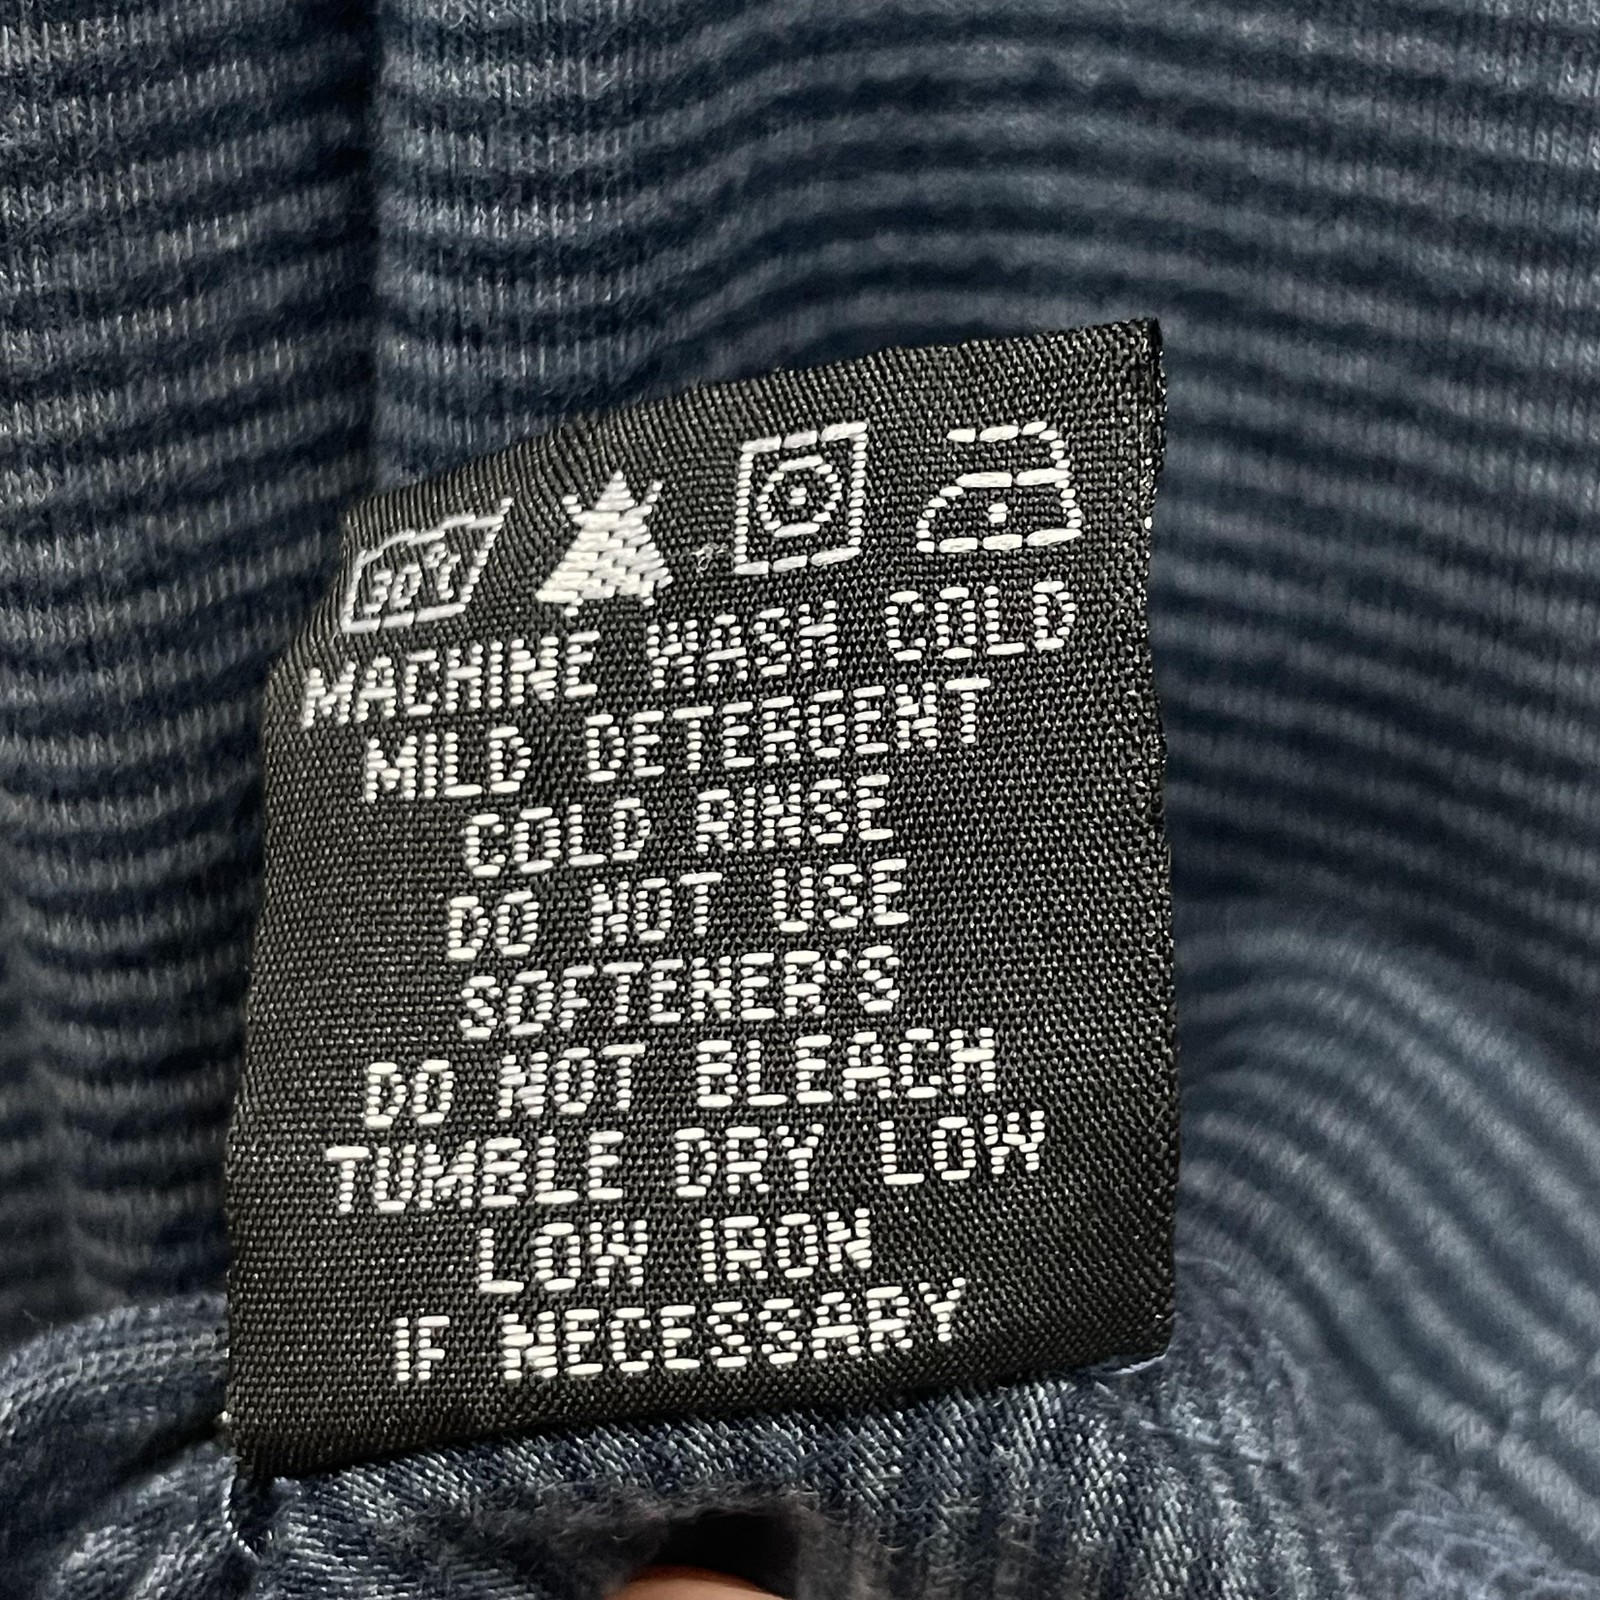 30°C
MACHINE WASH COLD
MILD DETERGENT
COLD RINSE
DO NOT USE
SOFTENER'S
DO NOT BLEACH
TUMBLE DRY LOW
LOW IRON
IF NECESSARY